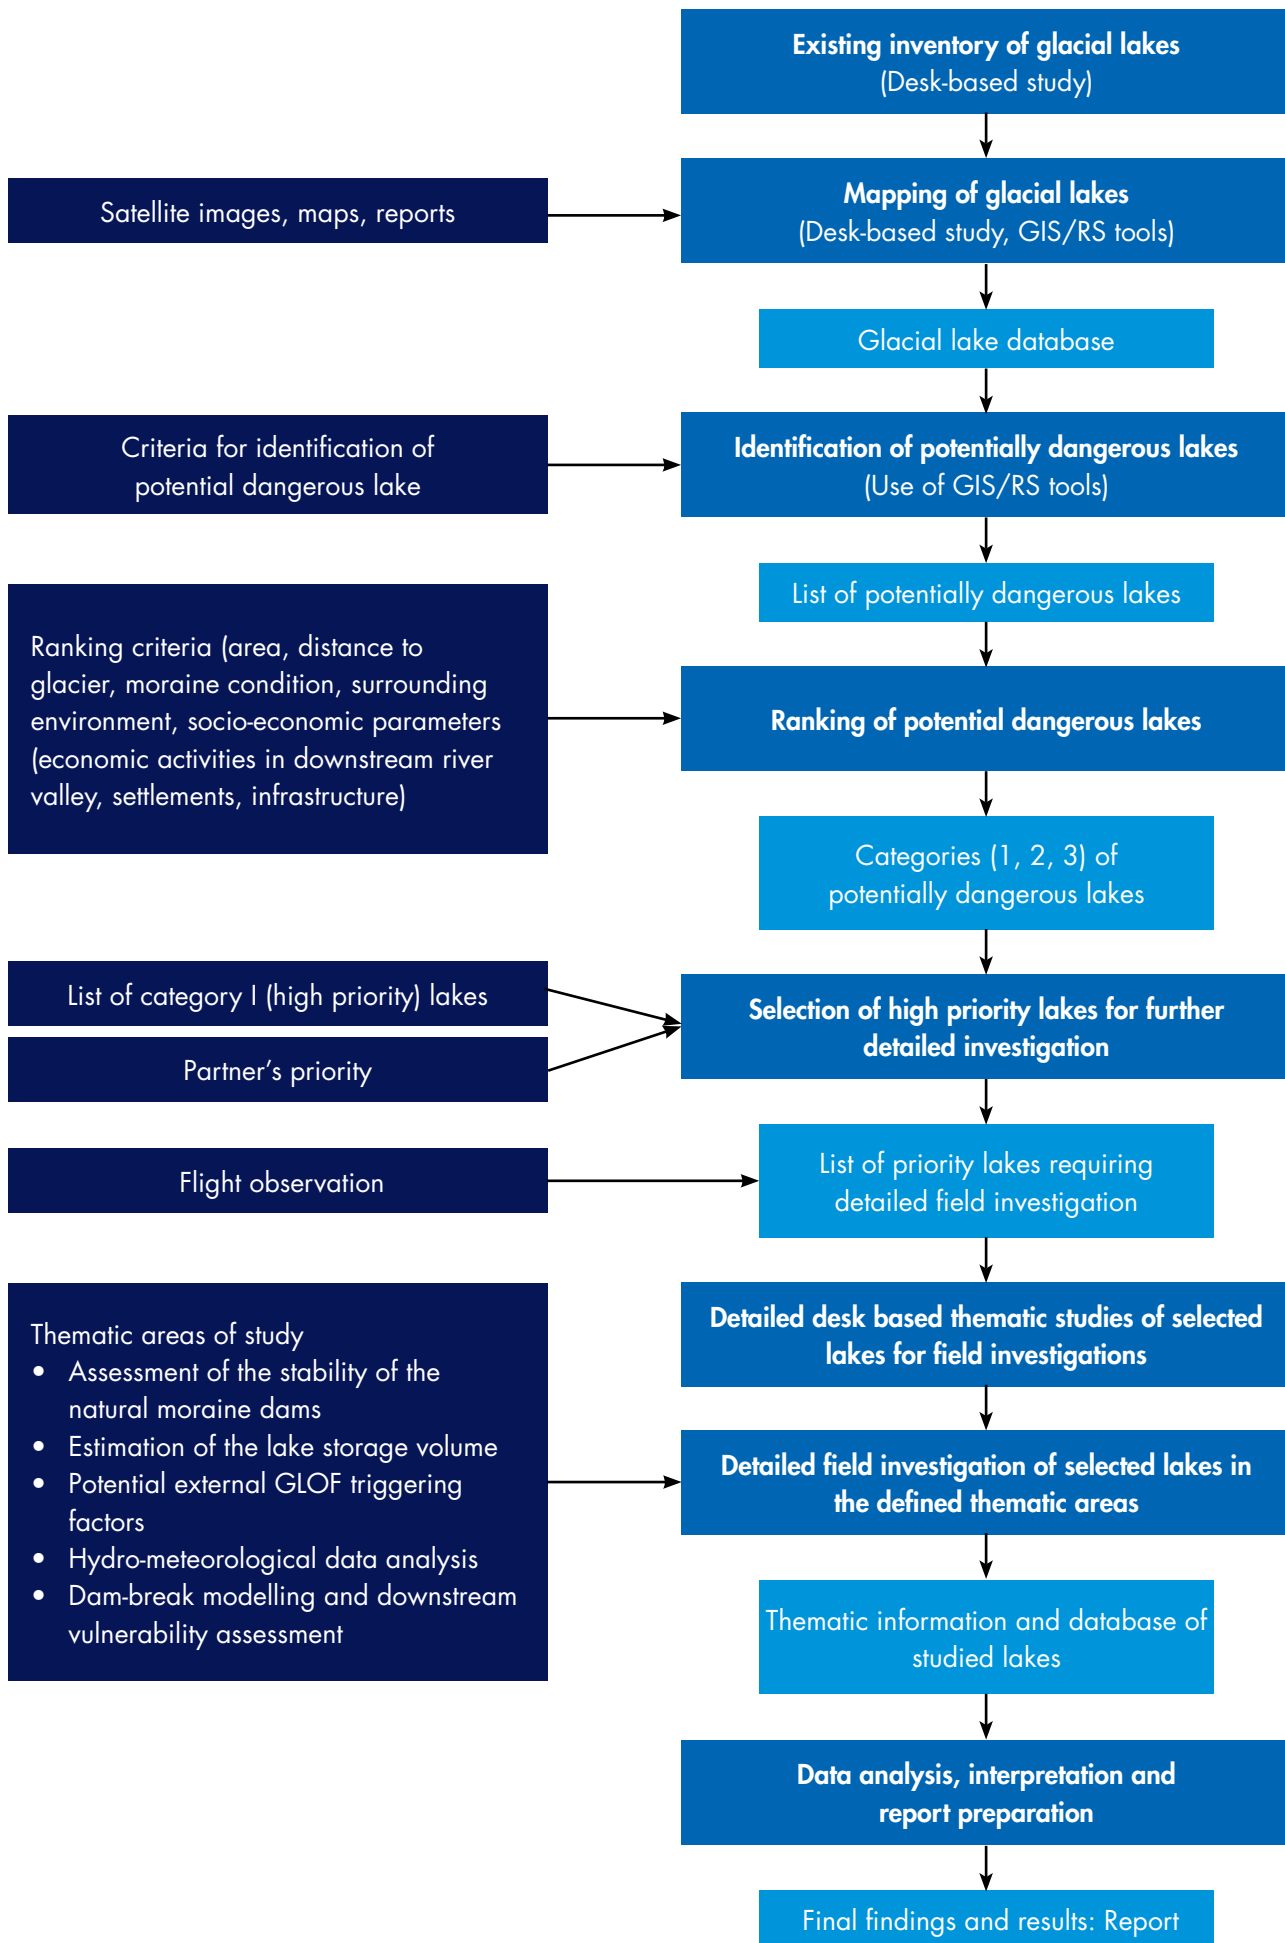 Existing inventory of glacial lakes
(Desk-based study)
Satellite images, maps, reports
Mapping of glacial lakes
(Desk-based study, GIS/RS tools)
Glacial lake database
Criteria for identification of
potential dangerous lake
Identification of potentially dangerous lakes
(Use of GIS/RS tools)
List of potentially dangerous lakes
Ranking criteria (area, distance to
glacier, moraine condition, surrounding
environment, socio-economic parameters
(economic activities in downstream river
valley, settlements, infrastructure)
Ranking of potential dangerous lakes
Categories (1, 2, 3) of
potentially dangerous lakes
List of category I (high priority) lakes
Partner’s priority
Selection of high priority lakes for further
detailed investigation
Flight observation
List of priority lakes requiring
detailed field investigation
Detailed desk based thematic studies of selected
lakes for field investigations
Thematic areas of study
• Assessment of the stability of the
natural moraine dams
• Estimation of the lake storage volume
• Potential external GLOF triggering
factors
• Hydro-meteorological data analysis
• Dam-break modelling and downstream
vulnerability assessment
Detailed field investigation of selected lakes in
the defined thematic areas
Thematic information and database of
studied lakes
Data analysis, interpretation and
report preparation
Final findings and results: Report